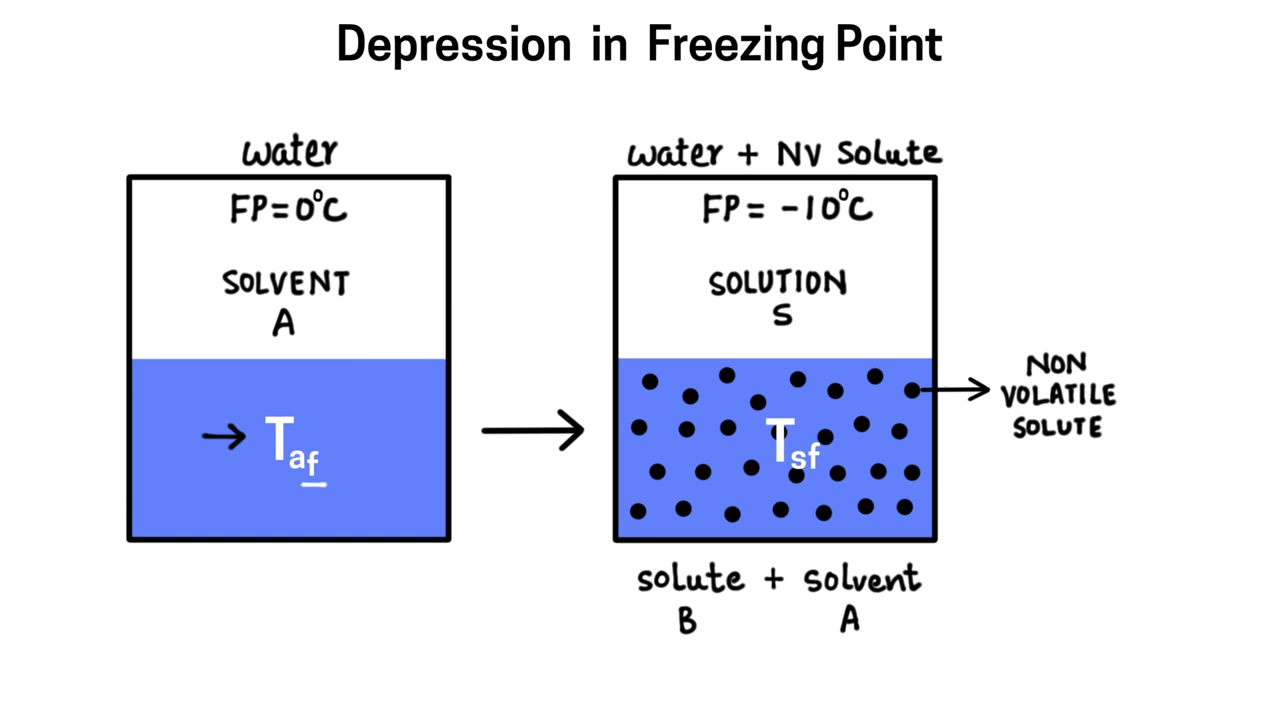 Depression in Freezing Point
water
FP=0°C
SOLVENT
A
→ Taf
water + NV Solute
FP= -10°C
SOLUTION
S
Tsf
NON
VOLATILE
SOLUTE
solute + solvent
B A